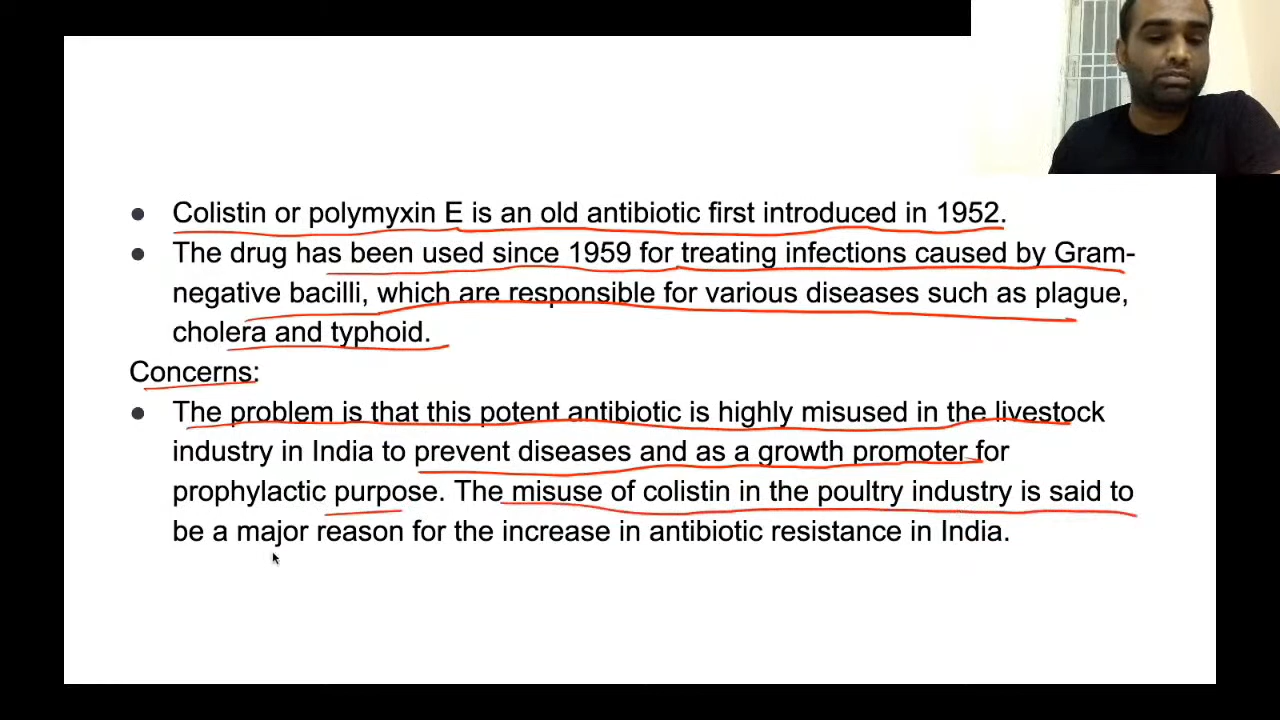 ● Colistin or polymyxin E is an old antibiotic first introduced in 1952.
● The drug has been used since 1959 for treating infections caused by Gram-
negative bacilli, which are responsible for various diseases such as plague,
cholera and typhoid.
Concerns:
● The problem is that this potent antibiotic is highly misused in the livestock
industry in India to prevent diseases and as a growth promoter for
prophylactic purpose. The misuse of colistin in the poultry industry is said to
be a major reason for the increase in antibiotic resistance in India.